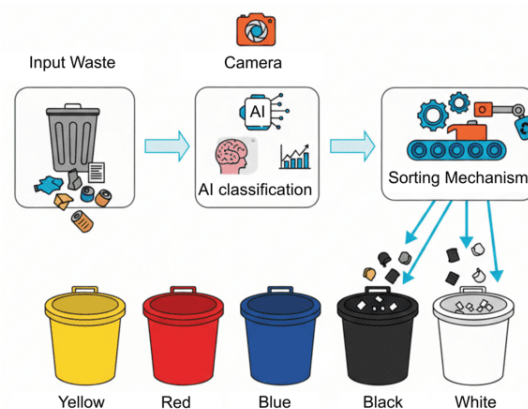 Input Waste
Camera
AI
AI classification
Sorting Mechanism
Yellow
Red
Blue
Black
White